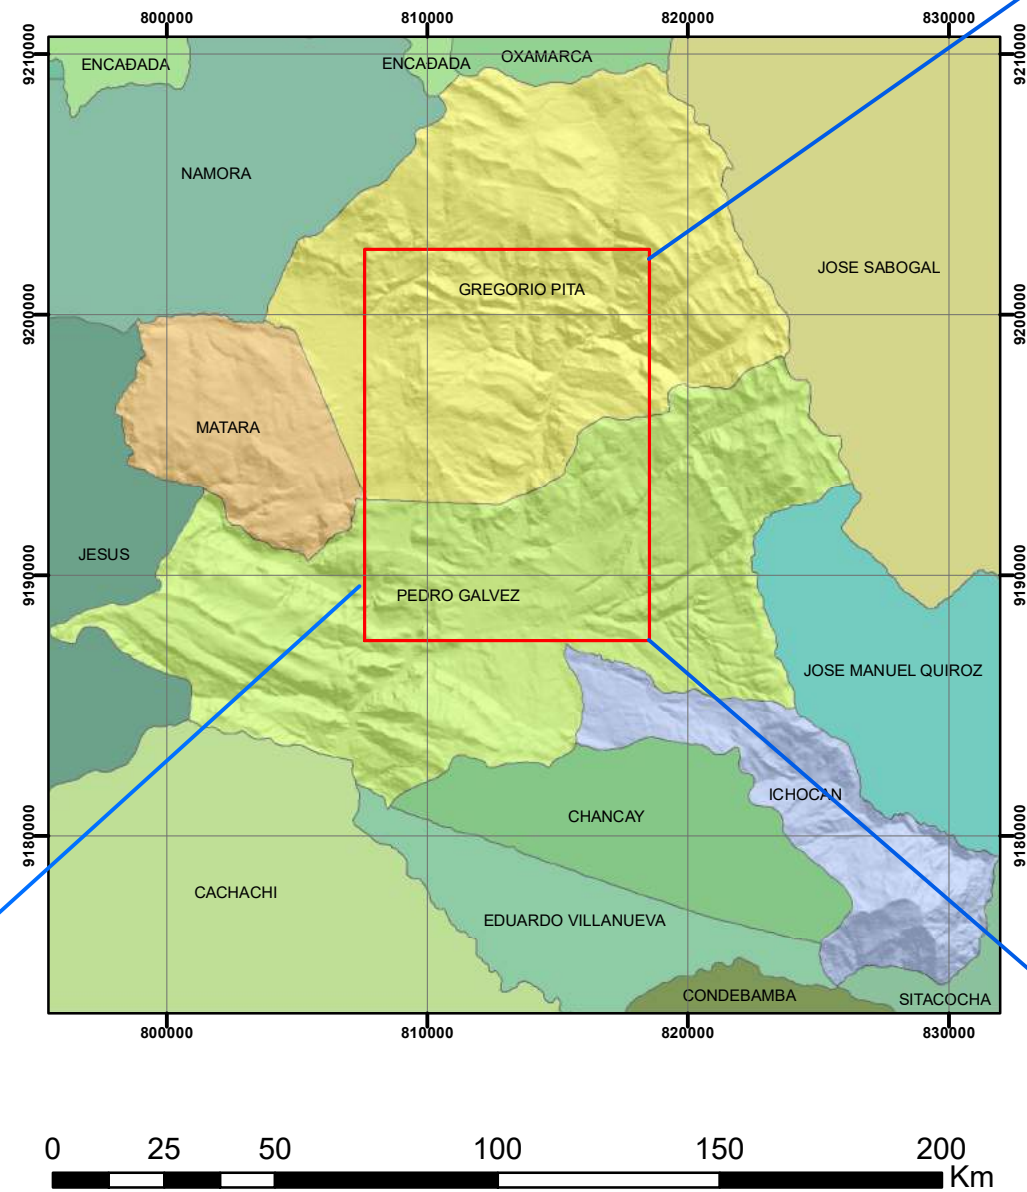 800000 810000 820000 830000
9210000 9210000
ENCAÐADA ENCAÐADA OXAMARCA
NAMORA
JOSE SABOGAL
GREGORIO PITA
9200000 9200000
MATARA
JESUS
9190000 9190000
PEDRO GALVEZ
JOSE MANUEL QUIROZ
ICHOCAN
CHANCAY
9180000 9180000
CACHACHI
EDUARDO VILLANUEVA
CONDEBAMBA
SITACOCHA
800000 810000 820000 830000
0 25 50 100 150 200
Km